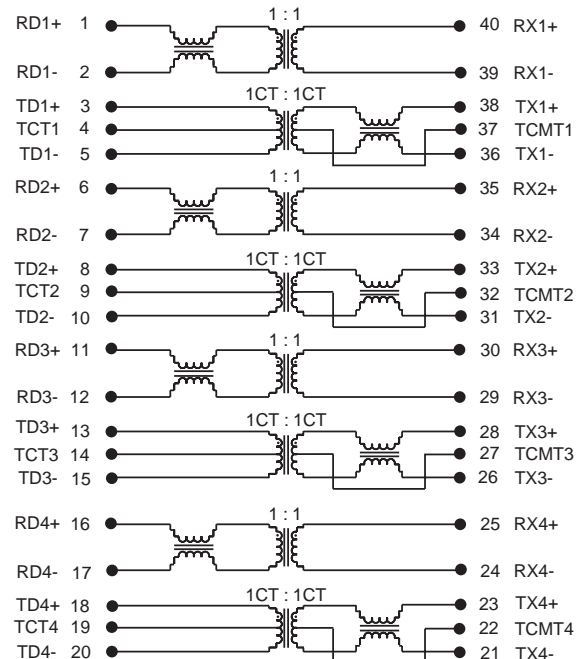 1 : 1
RD1+ 1 40 RX1+
RD1- 2 39 RX1-
1CT : 1CT
TD1+ 3 38 TX1+
TCT1 4 37 TCMT1
TD1- 5 36 TX1-
1 : 1
RD2+ 6 35 RX2+
RD2- 7 34 RX2-
1CT : 1CT
TD2+ 8 33 TX2+
TCT2 9 32 TCMT2
TD2- 10 31 TX2-
1 : 1
RD3+ 11 30 RX3+
RD3- 12 29 RX3-
1CT : 1CT
TD3+ 13 28 TX3+
TCT3 14 27 TCMT3
TD3- 15 26 TX3-
1 : 1
RD4+ 16 25 RX4+
RD4- 17 24 RX4-
1CT : 1CT
TD4+ 18 23 TX4+
TCT4 19 22 TCMT4
TD4- 20 21 TX4-